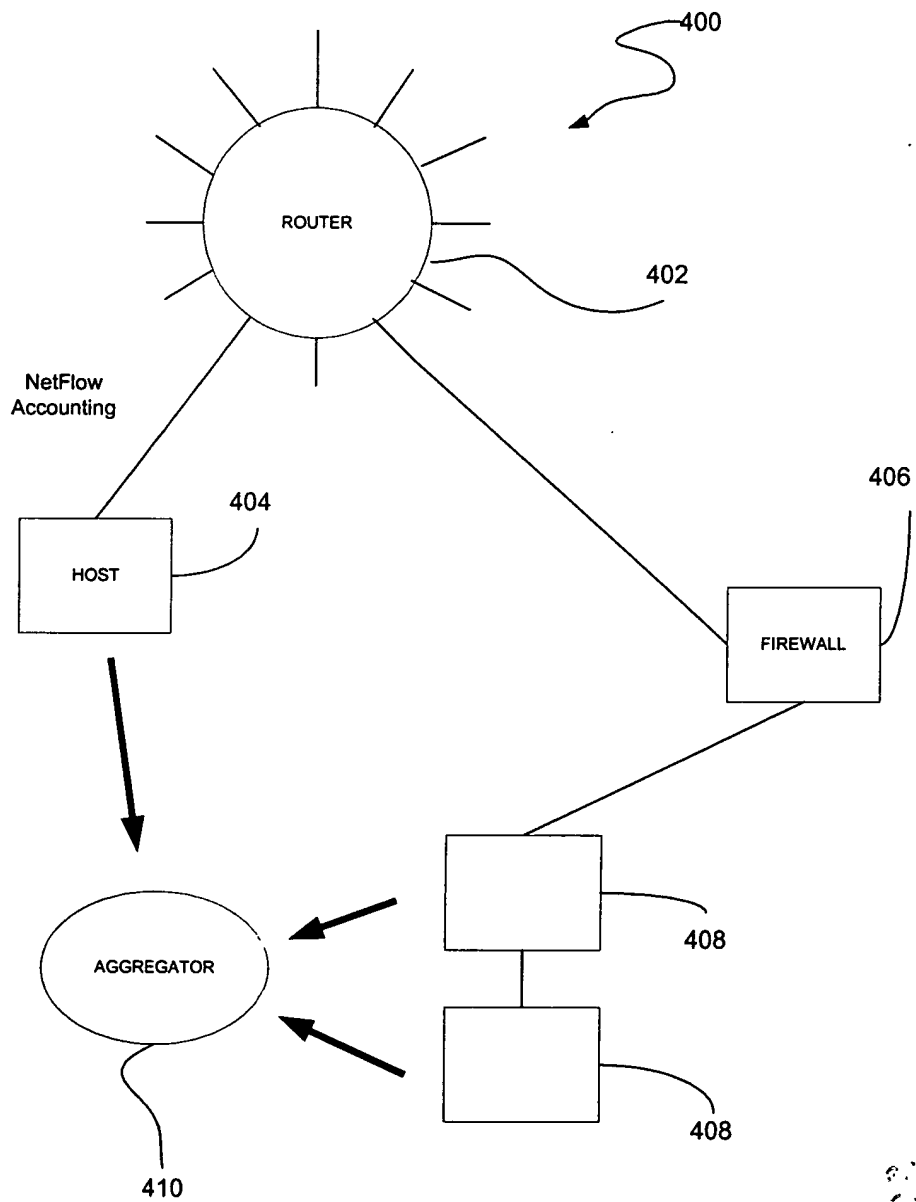 400
ROUTER
402
NetFlow
Accounting
404
406
HOST
FIREWALL
408
AGGREGATOR
408
410